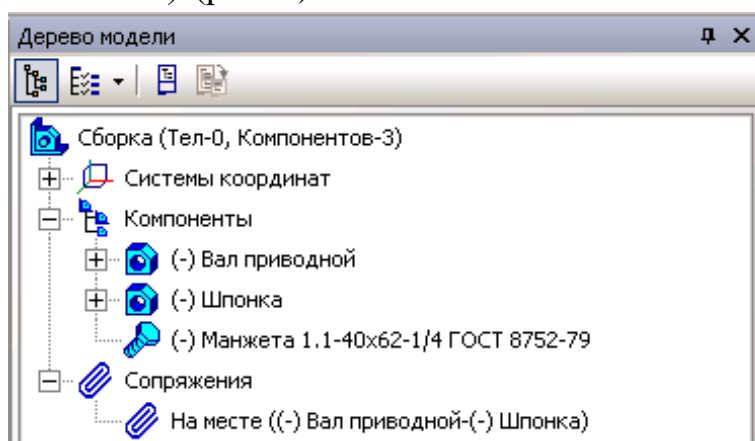 Дерево модели
Сборка (Тел-0, Компонентов-3)
Системы координат
Компоненты
(-) Вал приводной
(-) Шпонка
(-) Манжета 1.1-40x62-1/4 ГОСТ 8752-79
Сопряжения
На месте ((-) Вал приводной-(-) Шпонка)